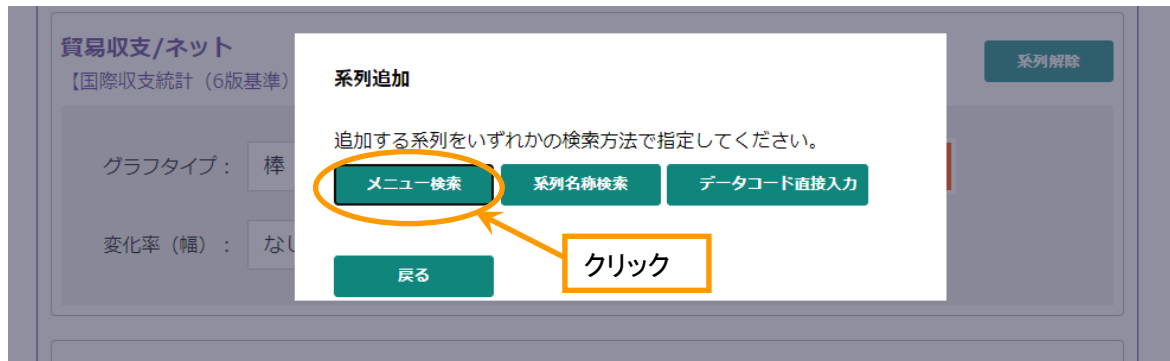 貿易収支/ネット
【国際収支統計（6版基準）
系列解除
系列追加
追加する系列をいずれかの検索方法で指定してください。
グラフタイプ： 棒
メニュー検索 系列名称検索 データコード直接入力
変化率（幅）： なし
クリック
戻る